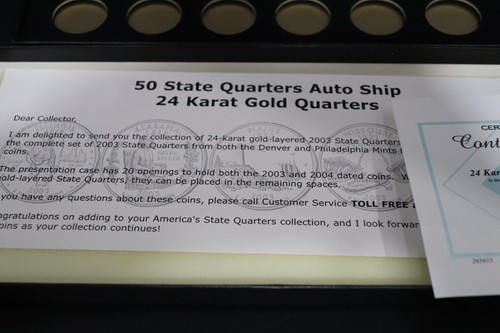 50 State Quarters Auto Ship
24 Karat Gold Quarters
Dear Collector,
I am delighted to send you the collection of 24-karat gold-layered 2003 State Quarters
the complete set of 2003 State Quarters from both the Denver and Philadelphia Mints
coins.
The presentation case has 20 openings to hold both the 2003 and 2004 dated coins.
gold-layered State Quarters, they can be placed in the remaining spaces.
you have any questions about these coins, please call Customer Service TOLL FREE
ongratulations on adding to your America's State Quarters collection, and I look forwar
oins as your collection continues!
CER
Cont
24 Kar